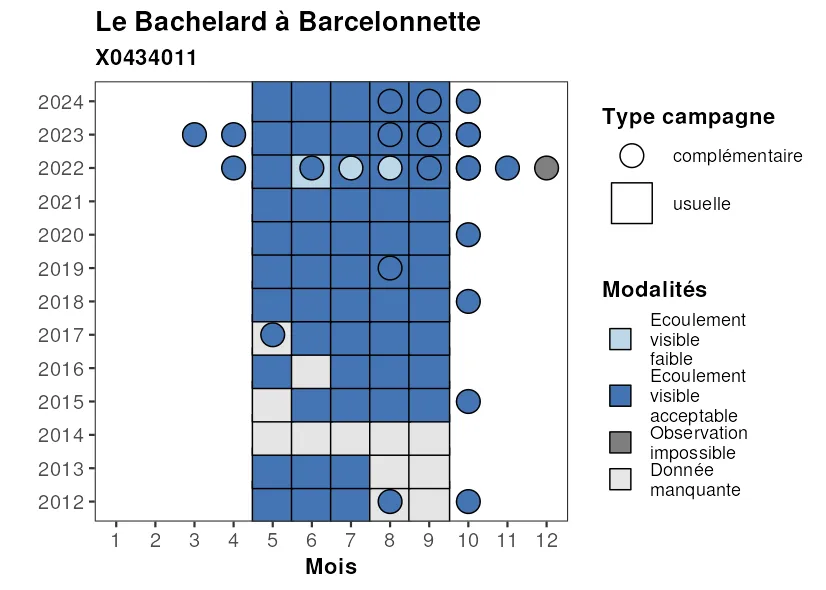 Le Bachelard à Barcelonnette
X0434011
2024
2023
2022
2021
2020
2019
2018
2017
2016
2015
2014
2013
2012
1 2 3 4 5 6 7 8 9 10 11 12
Mois
Type campagne
complémentaire
usuelle
Modalités
Ecoulement
visible
faible
Ecoulement
visible
acceptable
Observation
impossible
Donnée
manquante